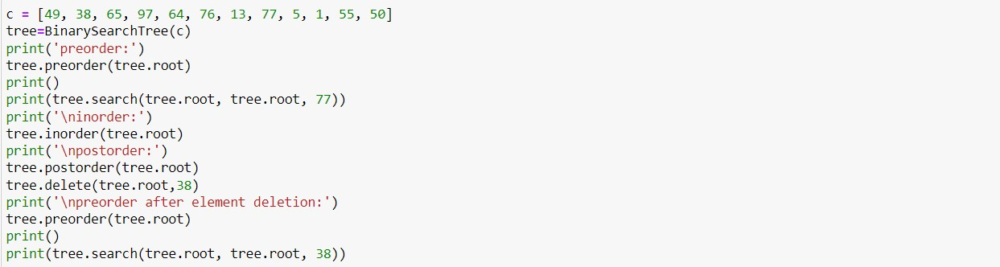 c = [49, 38, 65, 97, 64, 76, 13, 77, 5, 1, 55, 50]
tree=BinarySearchTree(c)
print('preorder:')
tree.preorder(tree.root)
print()
print(tree.search(tree.root, tree.root, 77))
print('\ninorder:')
tree.inorder(tree.root)
print('\npostorder:')
tree.postorder(tree.root)
tree.delete(tree.root,38)
print('\npreorder after element deletion:')
tree.preorder(tree.root)
print()
print(tree.search(tree.root, tree.root, 38))